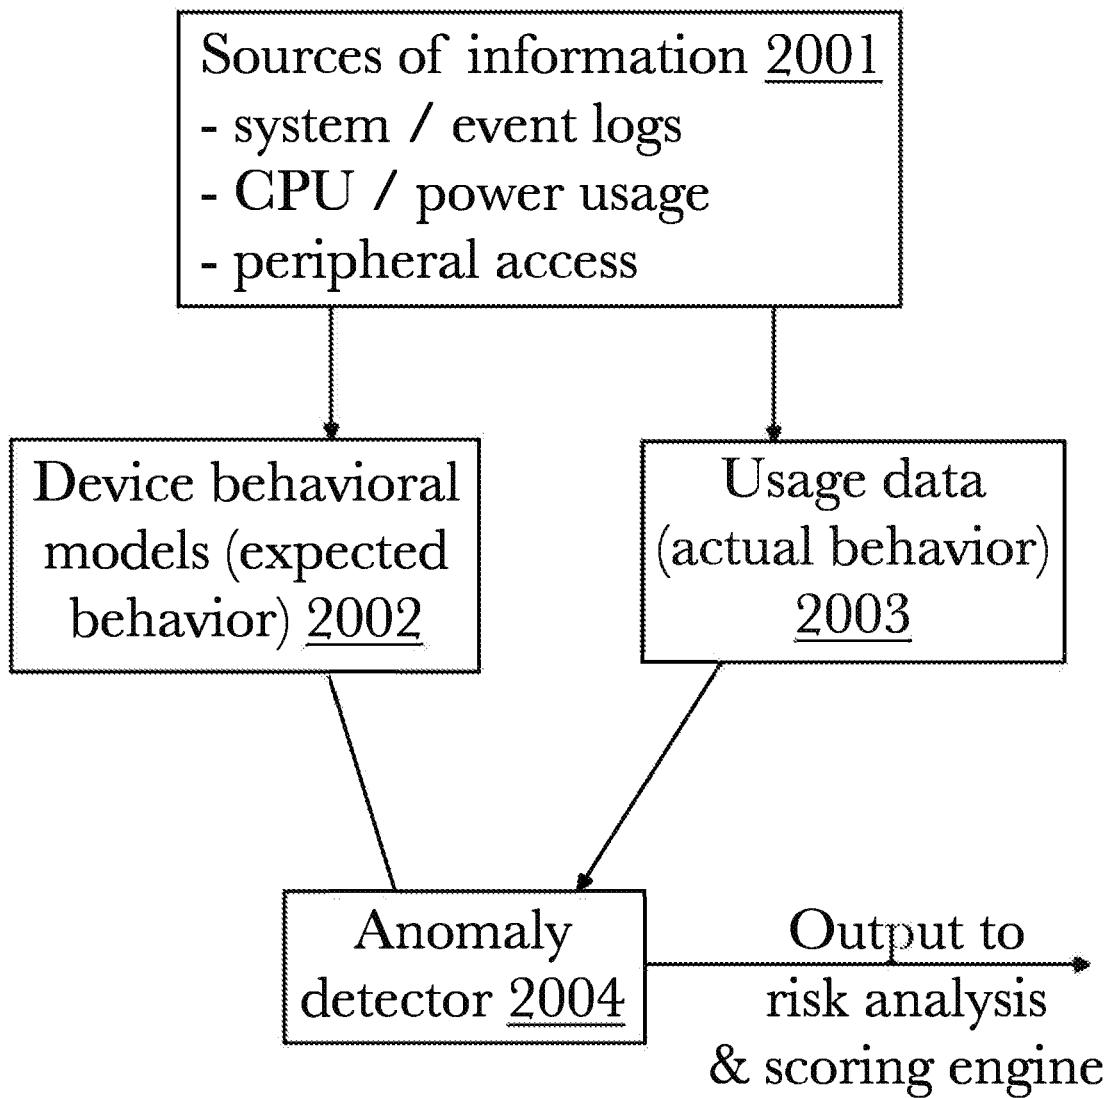 Sources of information 2001
- system / event logs
- CPU / power usage
- peripheral access
Device behavioral
models (expected
behavior) 2002
Usage data
(actual behavior)
2003
Anomaly
detector 2004
Output to
risk analysis
& scoring engine